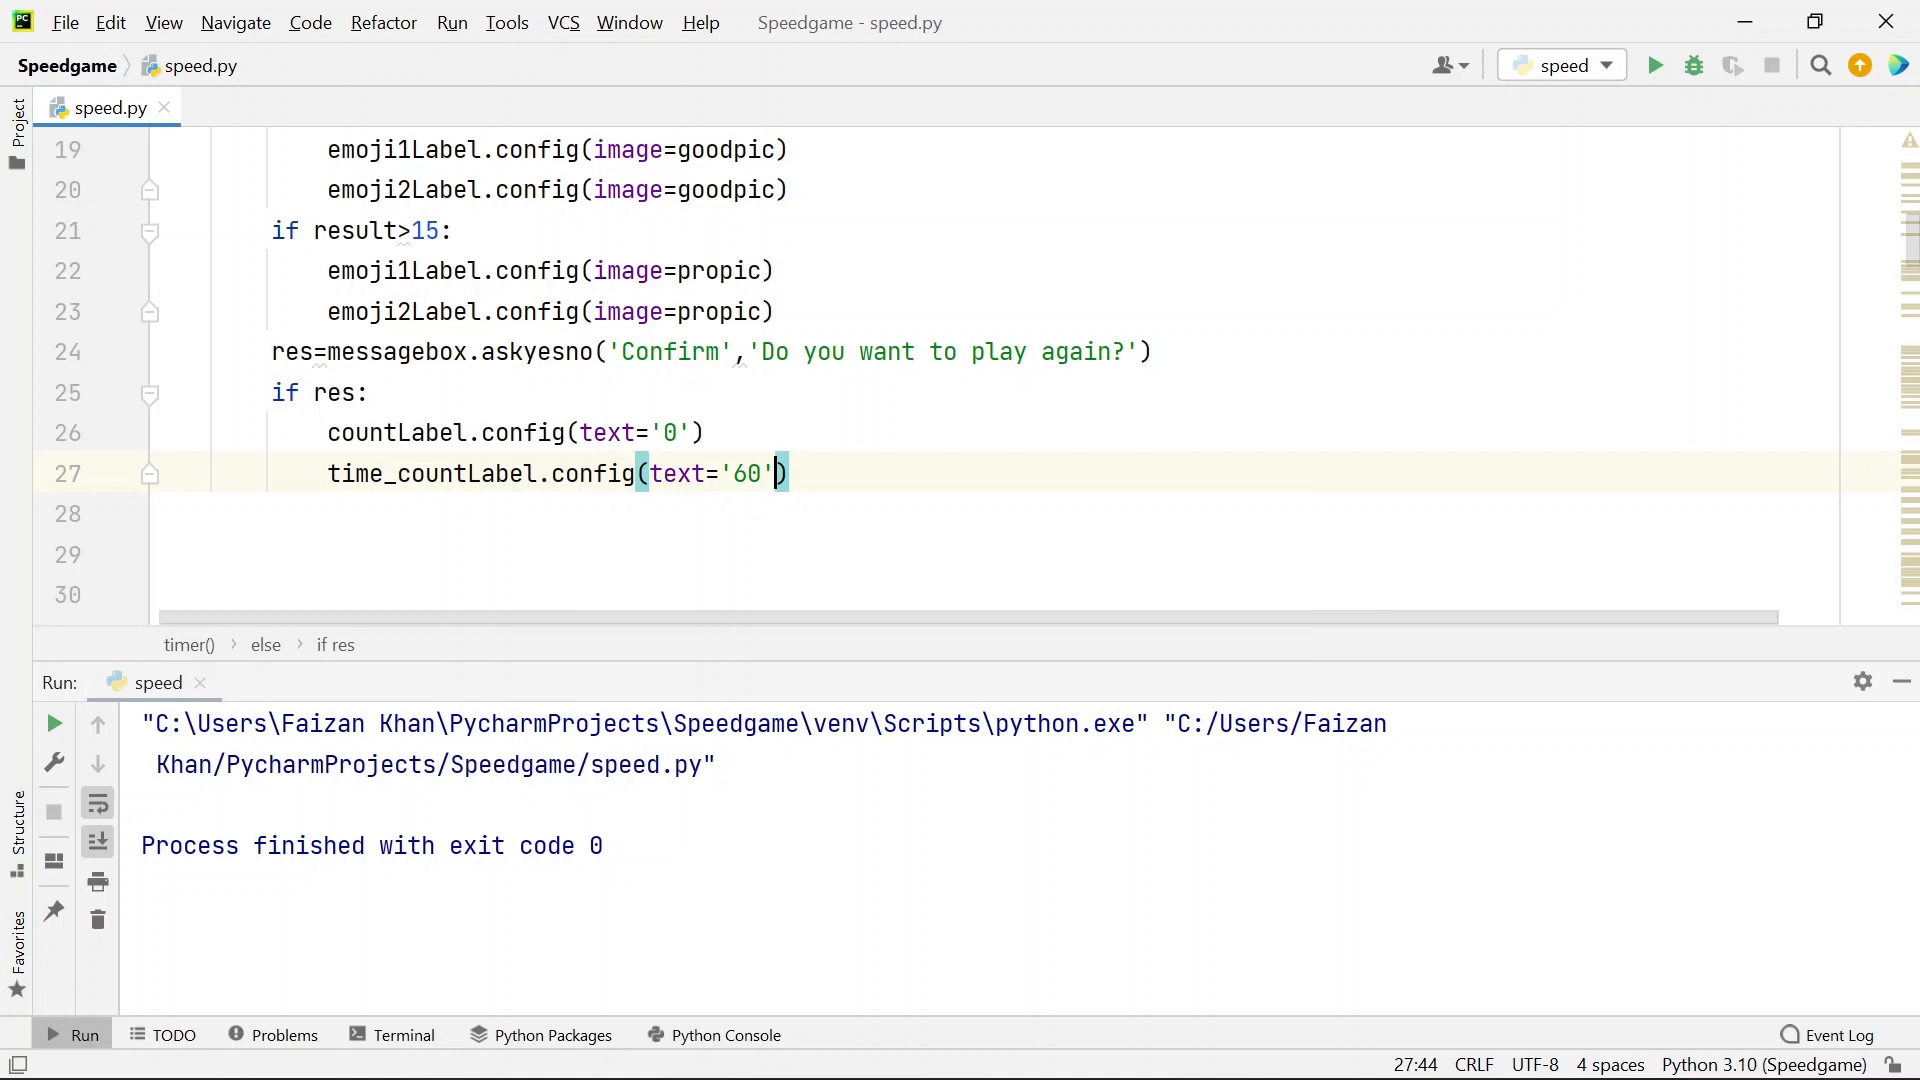 PC File Edit View Navigate Code Refactor Run Tools VCS Window Help Speedgame - speed.py
Speedgame speed.py speed
speed.py
Project
19 emoji1Label.config(image=goodpic)
20 emoji2Label.config(image=goodpic)
21 if result>15:
22 emoji1Label.config(image=propic)
23 emoji2Label.config(image=propic)
24 res=messagebox.askyesno('Confirm','Do you want to play again?')
25 if res:
26 countLabel.config(text='0')
27 time_countLabel.config(text='60')
28
29
30
timer() else if res
Run: speed
"C:\Users\Faizan Khan\PycharmProjects\Speedgame\venv\Scripts\python.exe" "C:/Users/Faizan
Khan/PycharmProjects/Speedgame/speed.py"
Process finished with exit code 0
Structure
Favorites
Run TODO Problems Terminal Python Packages Python Console Event Log
27:44 CRLF UTF-8 4 spaces Python 3.10 (Speedgame)